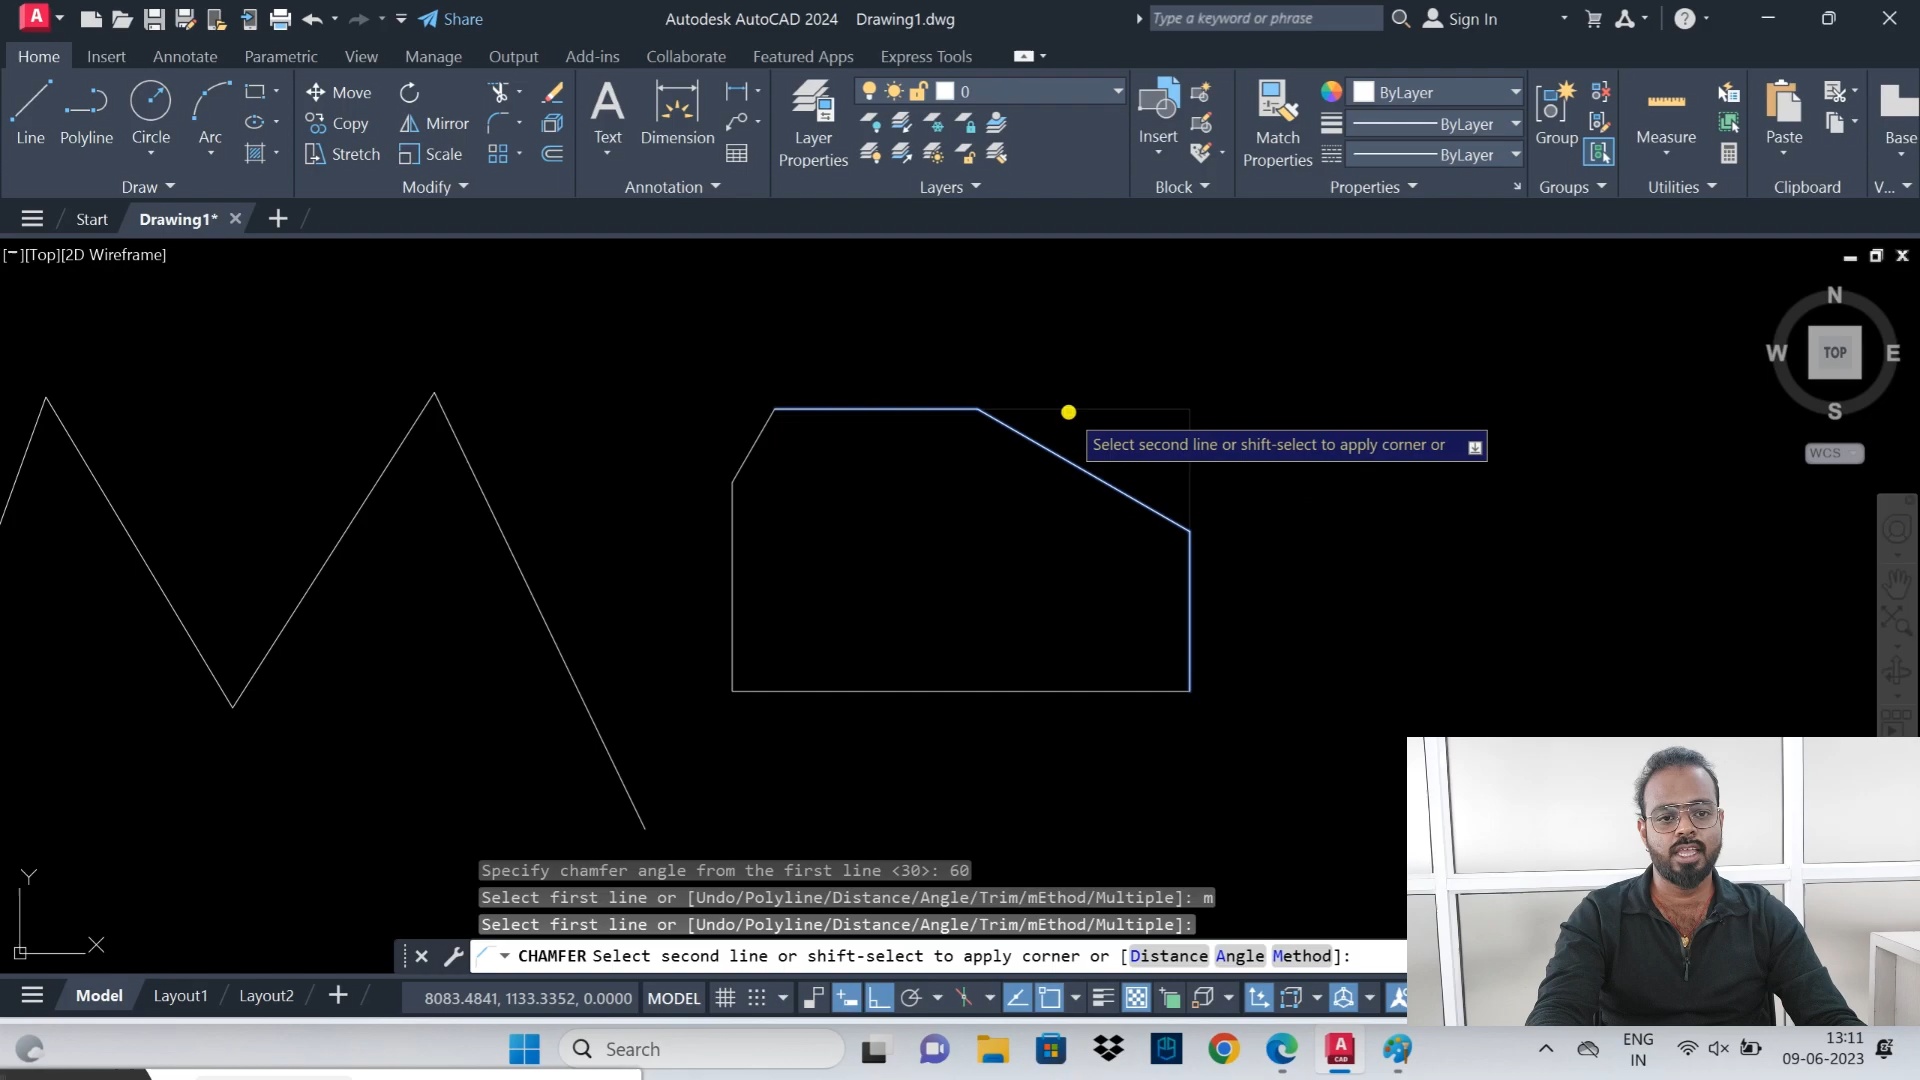 A
Share
Autodesk AutoCAD 2024 Drawing1.dwg
Type a keyword or phrase
Sign In
Home Insert Annotate Parametric View Manage Output Add-ins Collaborate Featured Apps Express Tools
Line Polyline Circle Arc
Move
Copy Mirror
Stretch Scale
Text Dimension
Layer Properties
0
Insert
Match Properties
ByLayer
ByLayer
ByLayer
Group
Measure
Paste
Base
Draw Modify Annotation Layers Block Properties Groups Utilities Clipboard V...
Start Drawing1*
[−][Top][2D Wireframe]
N
W TOP E
S
WCS
Select second line or shift-select to apply corner or
Y
X
Specify chamfer angle from the first line <30>: 60
Select first line or [Undo/Polyline/Distance/Angle/Trim/mEthod/Multiple]: m
Select first line or [Undo/Polyline/Distance/Angle/Trim/mEthod/Multiple]:
CHAMFER Select second line or shift-select to apply corner or [Distance Angle Method]:
Model Layout1 Layout2
8083.4841, 1133.3352, 0.0000 MODEL
Search
A CAD
ENG
IN
13:11
09-06-2023